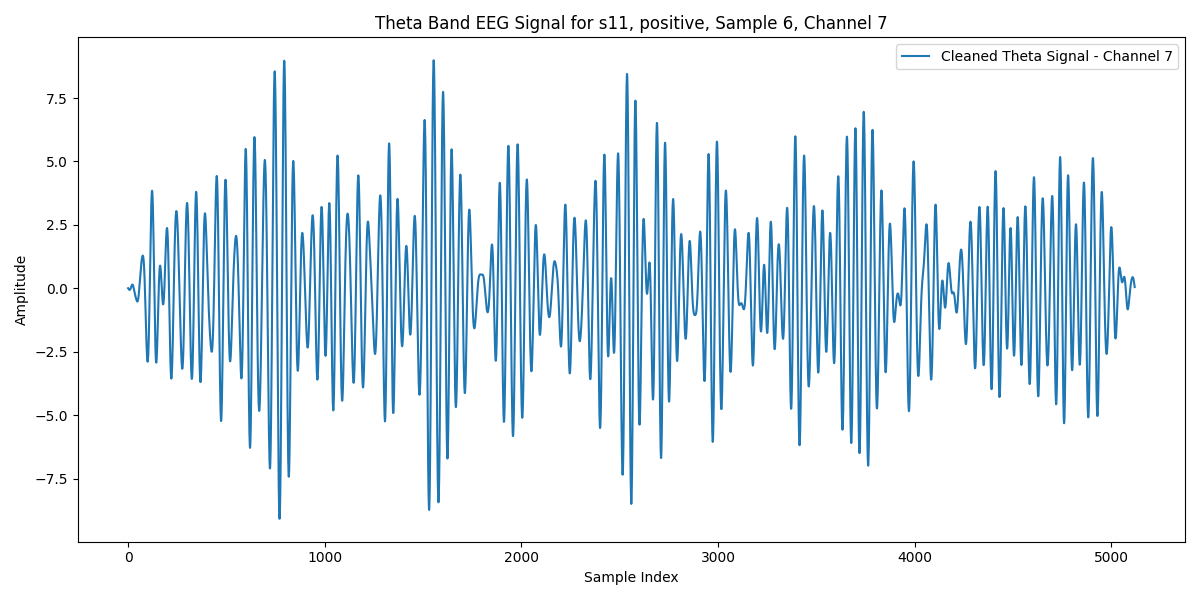 Theta Band EEG Signal for s11, positive, Sample 6, Channel 7
Cleaned Theta Signal - Channel 7
Amplitude
7.5
5.0
2.5
0.0
−2.5
−5.0
−7.5
0 1000 2000 3000 4000 5000
Sample Index